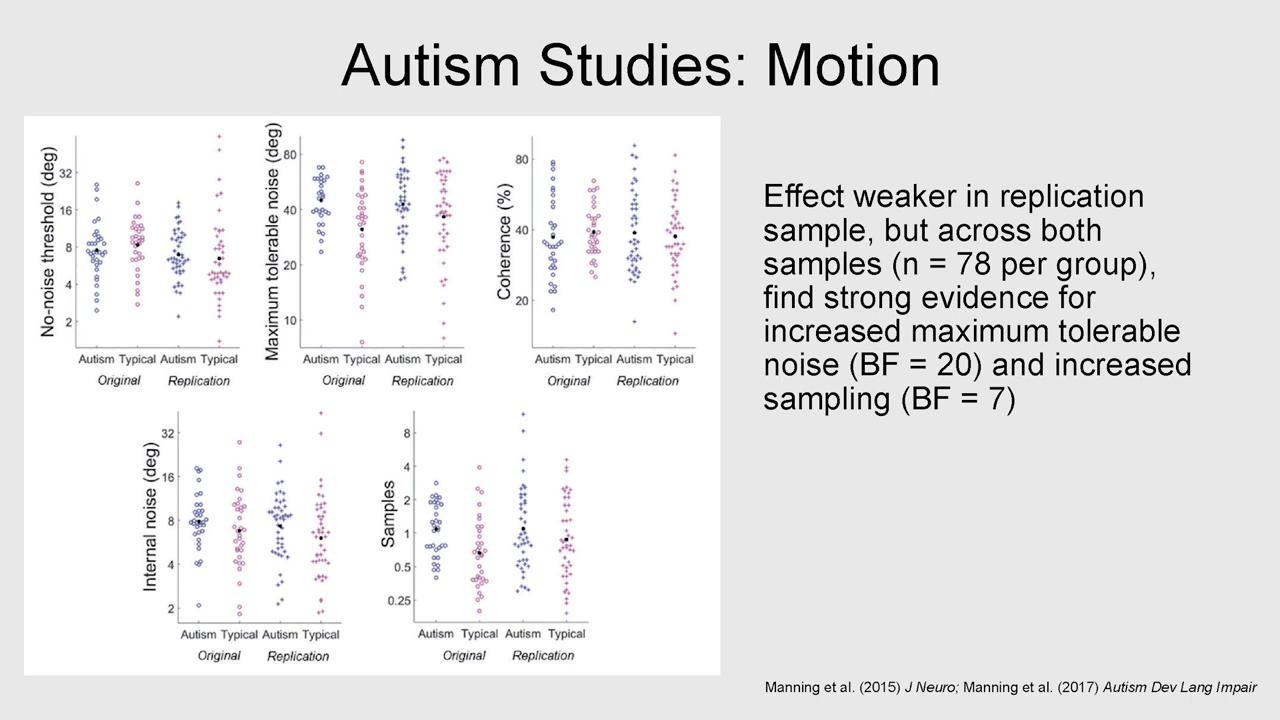 Autism Studies: Motion
No-noise threshold (deg)
32
16
8
4
2
Autism Typical Autism Typical
Original Replication
Maximum tolerable noise (deg)
80
40
20
10
Autism Typical Autism Typical
Original Replication
Coherence (%)
80
40
20
Autism Typical Autism Typical
Original Replication
Internal noise (deg)
32
16
8
4
2
Autism Typical Autism Typical
Original Replication
Samples
8
4
2
1
0.5
0.25
Autism Typical Autism Typical
Original Replication
Effect weaker in replication
sample, but across both
samples (n = 78 per group),
find strong evidence for
increased maximum tolerable
noise (BF = 20) and increased
sampling (BF = 7)
Manning et al. (2015) J Neuro; Manning et al. (2017) Autism Dev Lang Impair